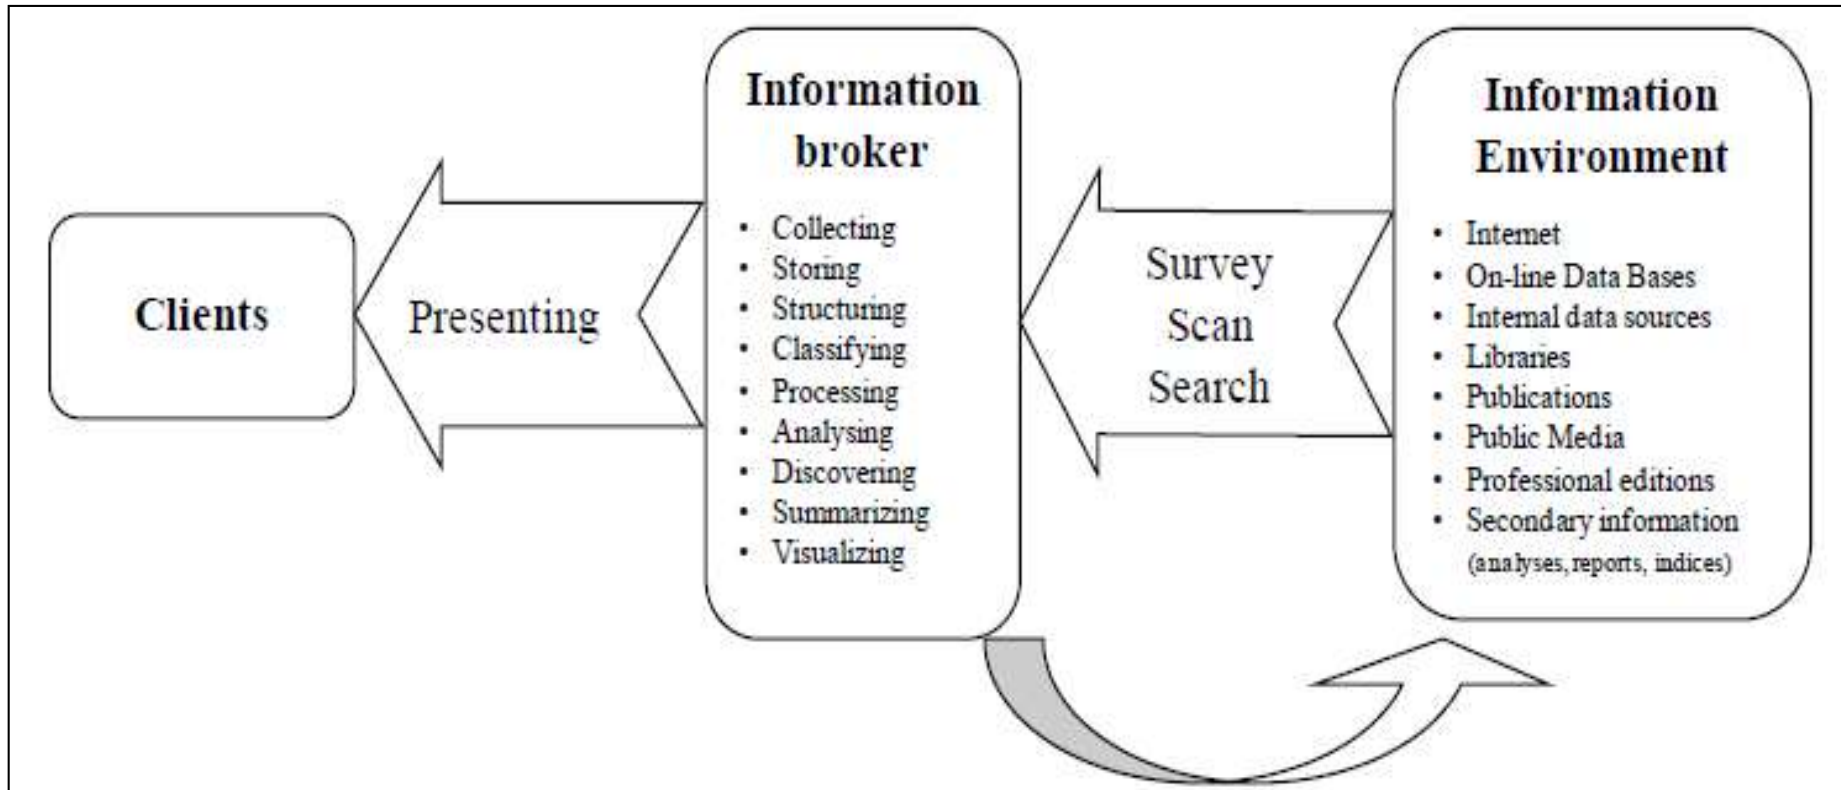 Clients
Presenting
Information
broker
• Collecting
• Storing
• Structuring
• Classifying
• Processing
• Analysing
• Discovering
• Summarizing
• Visualizing
Survey
Scan
Search
Information
Environment
• Internet
• On-line Data Bases
• Internal data sources
• Libraries
• Publications
• Public Media
• Professional editions
• Secondary information
(analyses, reports, indices)